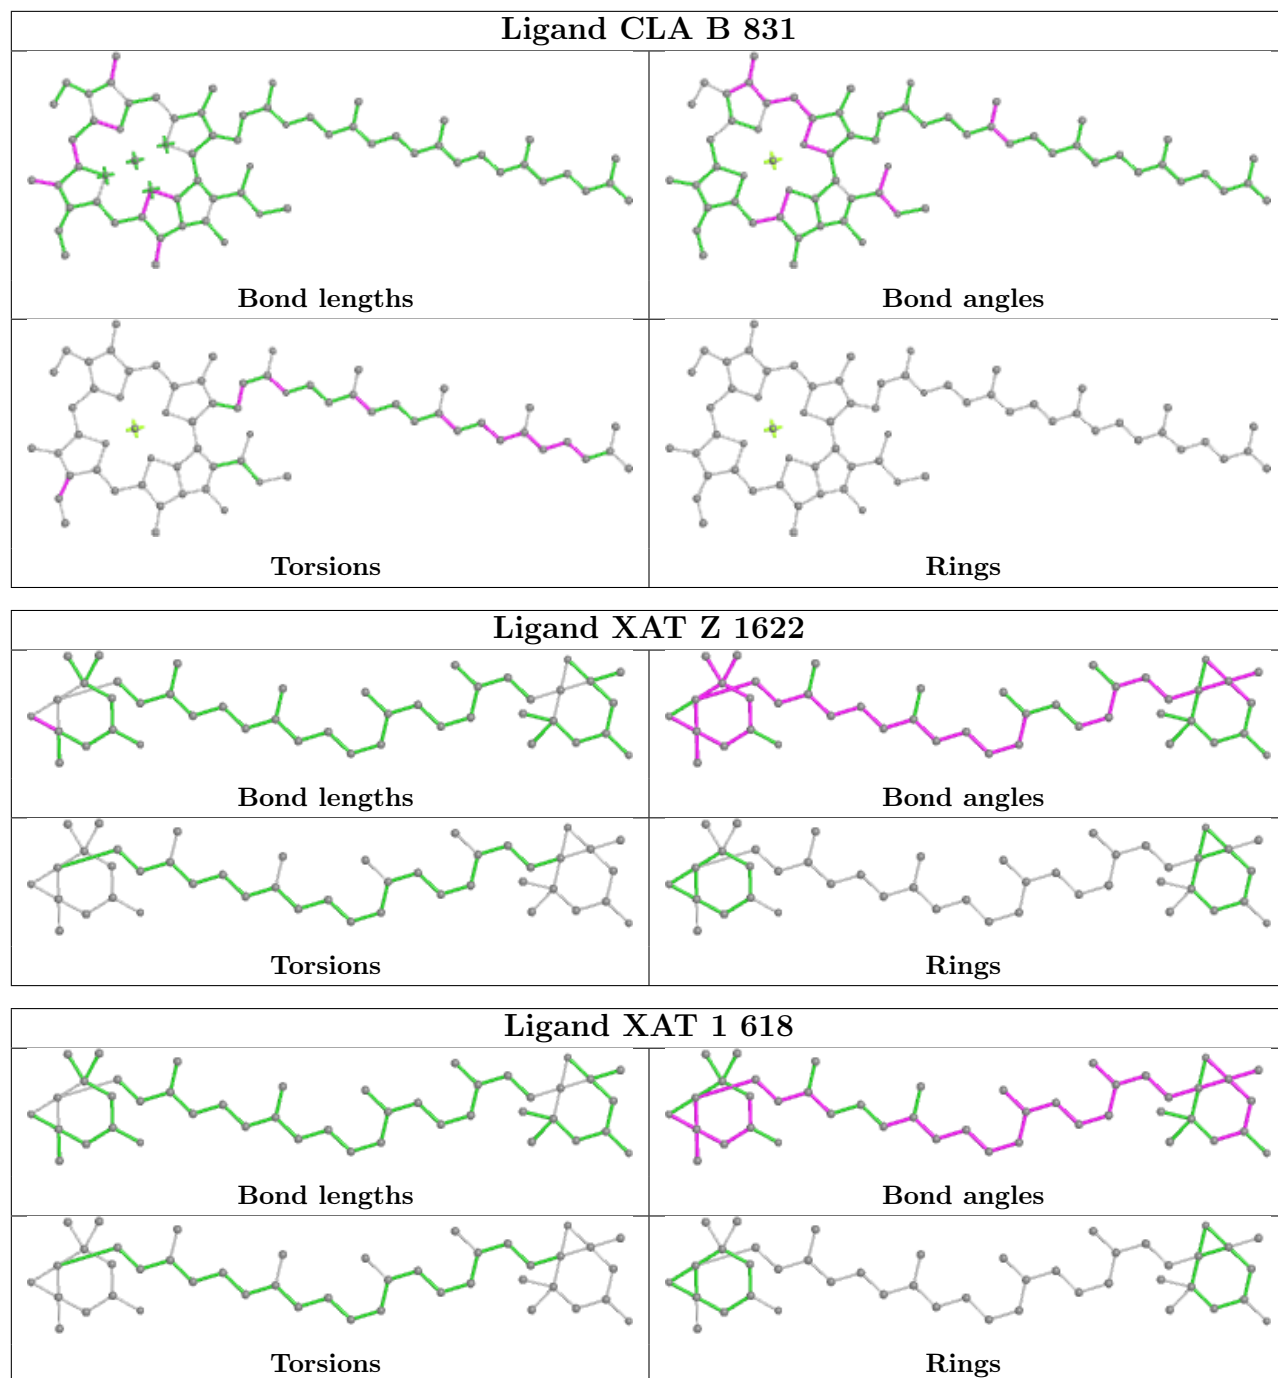 Ligand CLA B 831
Bond lengths
Bond angles
Torsions
Rings
Ligand XAT Z 1622
Bond lengths
Bond angles
Torsions
Rings
Ligand XAT 1 618
Bond lengths
Bond angles
Torsions
Rings